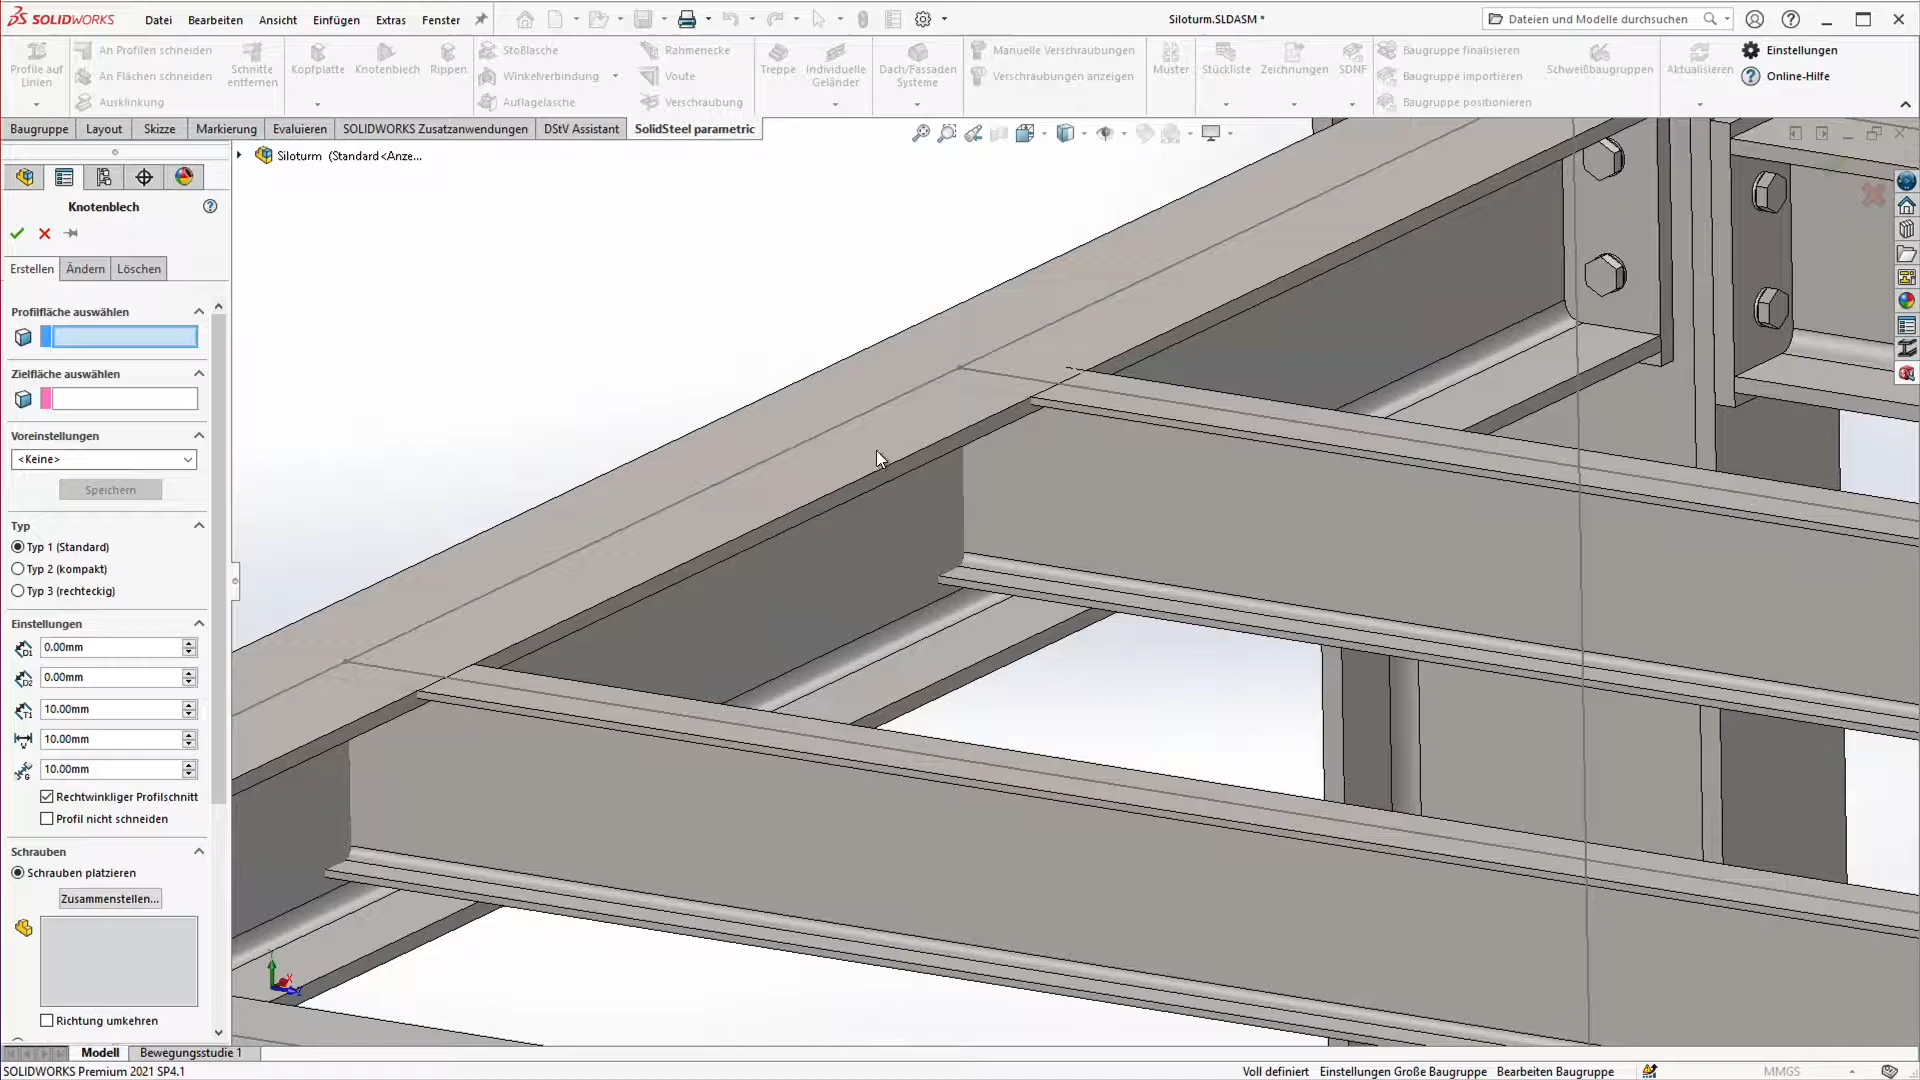 SOLIDWORKS
Datei Bearbeiten Ansicht Einfügen Extras Fenster
Siloturm.SLDASM *
Dateien und Modelle durchsuchen
Profile auf Linien
An Profilen schneiden
An Flächen schneiden
Ausklinkung
Schnitte entfernen
Kopfplatte
Knotenblech
Rippen
Stoßlasche
Winkelverbindung
Auflagelasche
Rahmenecke
Voute
Verschraubung
Treppe
Individuelle Geländer
Dach/Fassaden Systeme
Manuelle Verschraubungen
Verschraubungen anzeigen
Muster
Stückliste
Zeichnungen
SDNF
Baugruppe finalisieren
Baugruppe importieren
Baugruppe positionieren
Schweißbaugruppen
Aktualisieren
Einstellungen
Online-Hilfe
Baugruppe Layout Skizze Markierung Evaluieren SOLIDWORKS Zusatzanwendungen DStV Assistant SolidSteel parametric
Siloturm (Standard<Anze...
Knotenblech
Erstellen Ändern Löschen
Profilfläche auswählen
Zielfläche auswählen
Voreinstellungen
<Keine>
Speichern
Typ
Typ 1 (Standard)
Typ 2 (kompakt)
Typ 3 (rechteckig)
Einstellungen
D1 0.00mm
D2 0.00mm
T1 10.00mm
10.00mm
G 10.00mm
Rechtwinkliger Profilschnitt
Profil nicht schneiden
Schrauben
Schrauben platzieren
Zusammenstellen...
Richtung umkehren
Modell Bewegungsstudie 1
SOLIDWORKS Premium 2021 SP4.1
Voll definiert Einstellungen Große Baugruppe Bearbeiten Baugruppe MMGS